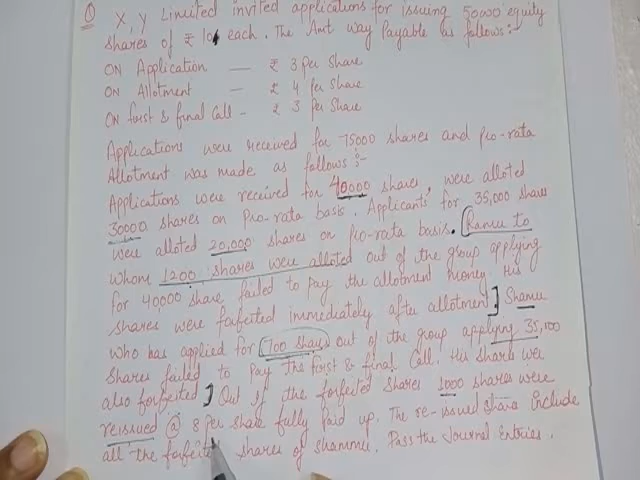 Q X, Y Limited invited applications for issuing 50000 equity
shares of ₹ 10 each. The Amt way Payable as follows:-
ON Application — ₹ 3 per Share
ON Allotment — ₹ 4 per Share
ON first & final Call - ₹ 3 per Share
Applications were received for 75000 shares and pro-rata
Allotment was made as follows:-
Applications were received for 40000 shares, were alloted
30000 shares on pro-rata basis. Applicants for 35,000 share
were alloted 20,000 shares on pro-rata basis. [Ramu to
whom 1200 shares were alloted out of the group applying
for 40,000 share failed to pay the allotment money. His
shares were forfeited immediately after allotment.] Shamu
who has applied for 700 shares out of the group applying 35,100
shares failed to pay the first & final Call. His share wer
also forfeited] Out of the forfeited shares 1000 shares were
reissued @ 8 per share fully paid up. The re-issued share include
all the forfeited shares of shammu. Pass the Journal Entries.